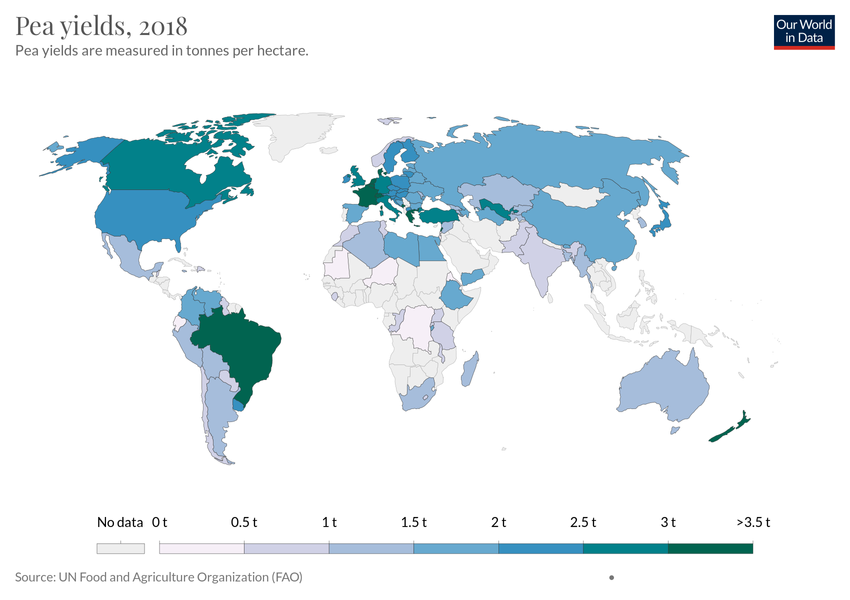 Pea yields, 2018
Our World
in Data
Pea yields are measured in tonnes per hectare.
No data 0 t 0.5 t 1 t 1.5 t 2 t 2.5 t 3 t >3.5 t
Source: UN Food and Agriculture Organization (FAO) •